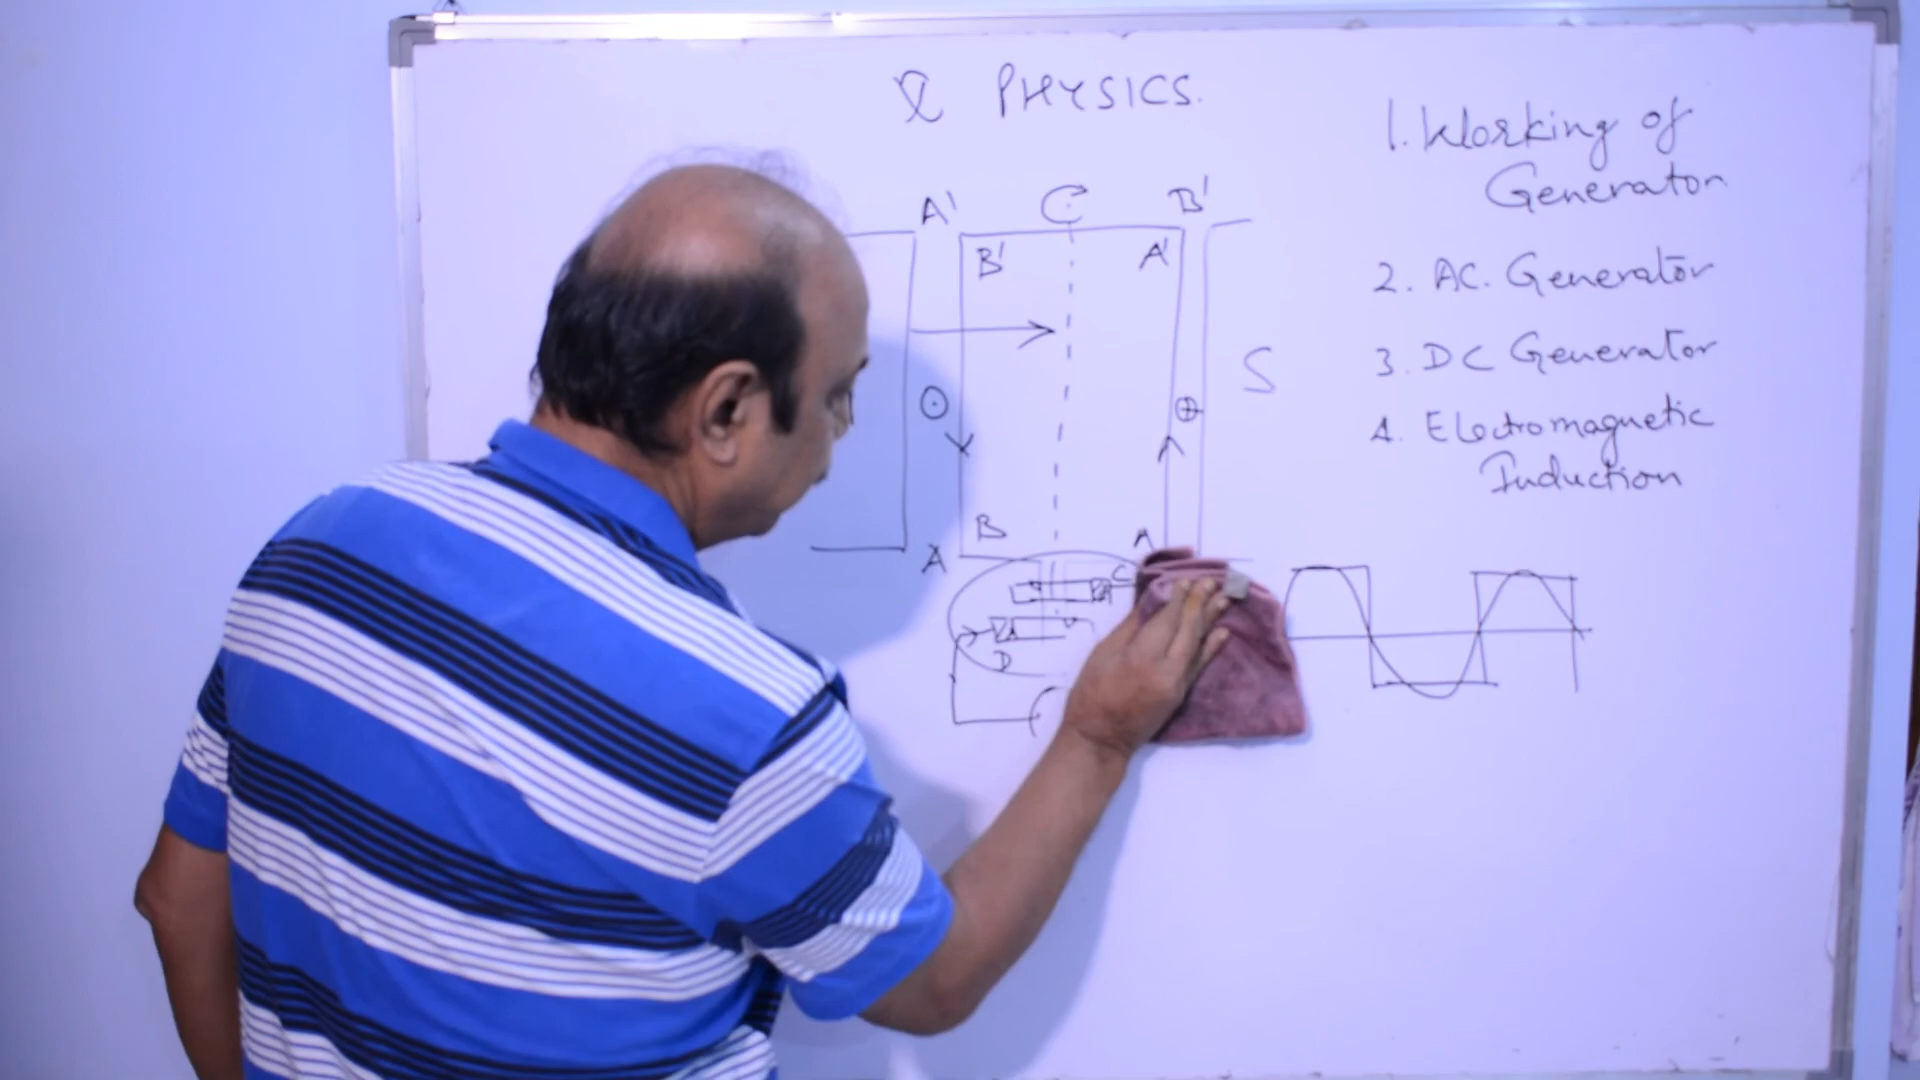 X PHYSICS.
1. Working of
Generator
2. AC. Generator
3. DC Generator
4. Electromagnetic
Induction
A' C B'
B' A'
S
B A
A
C
D